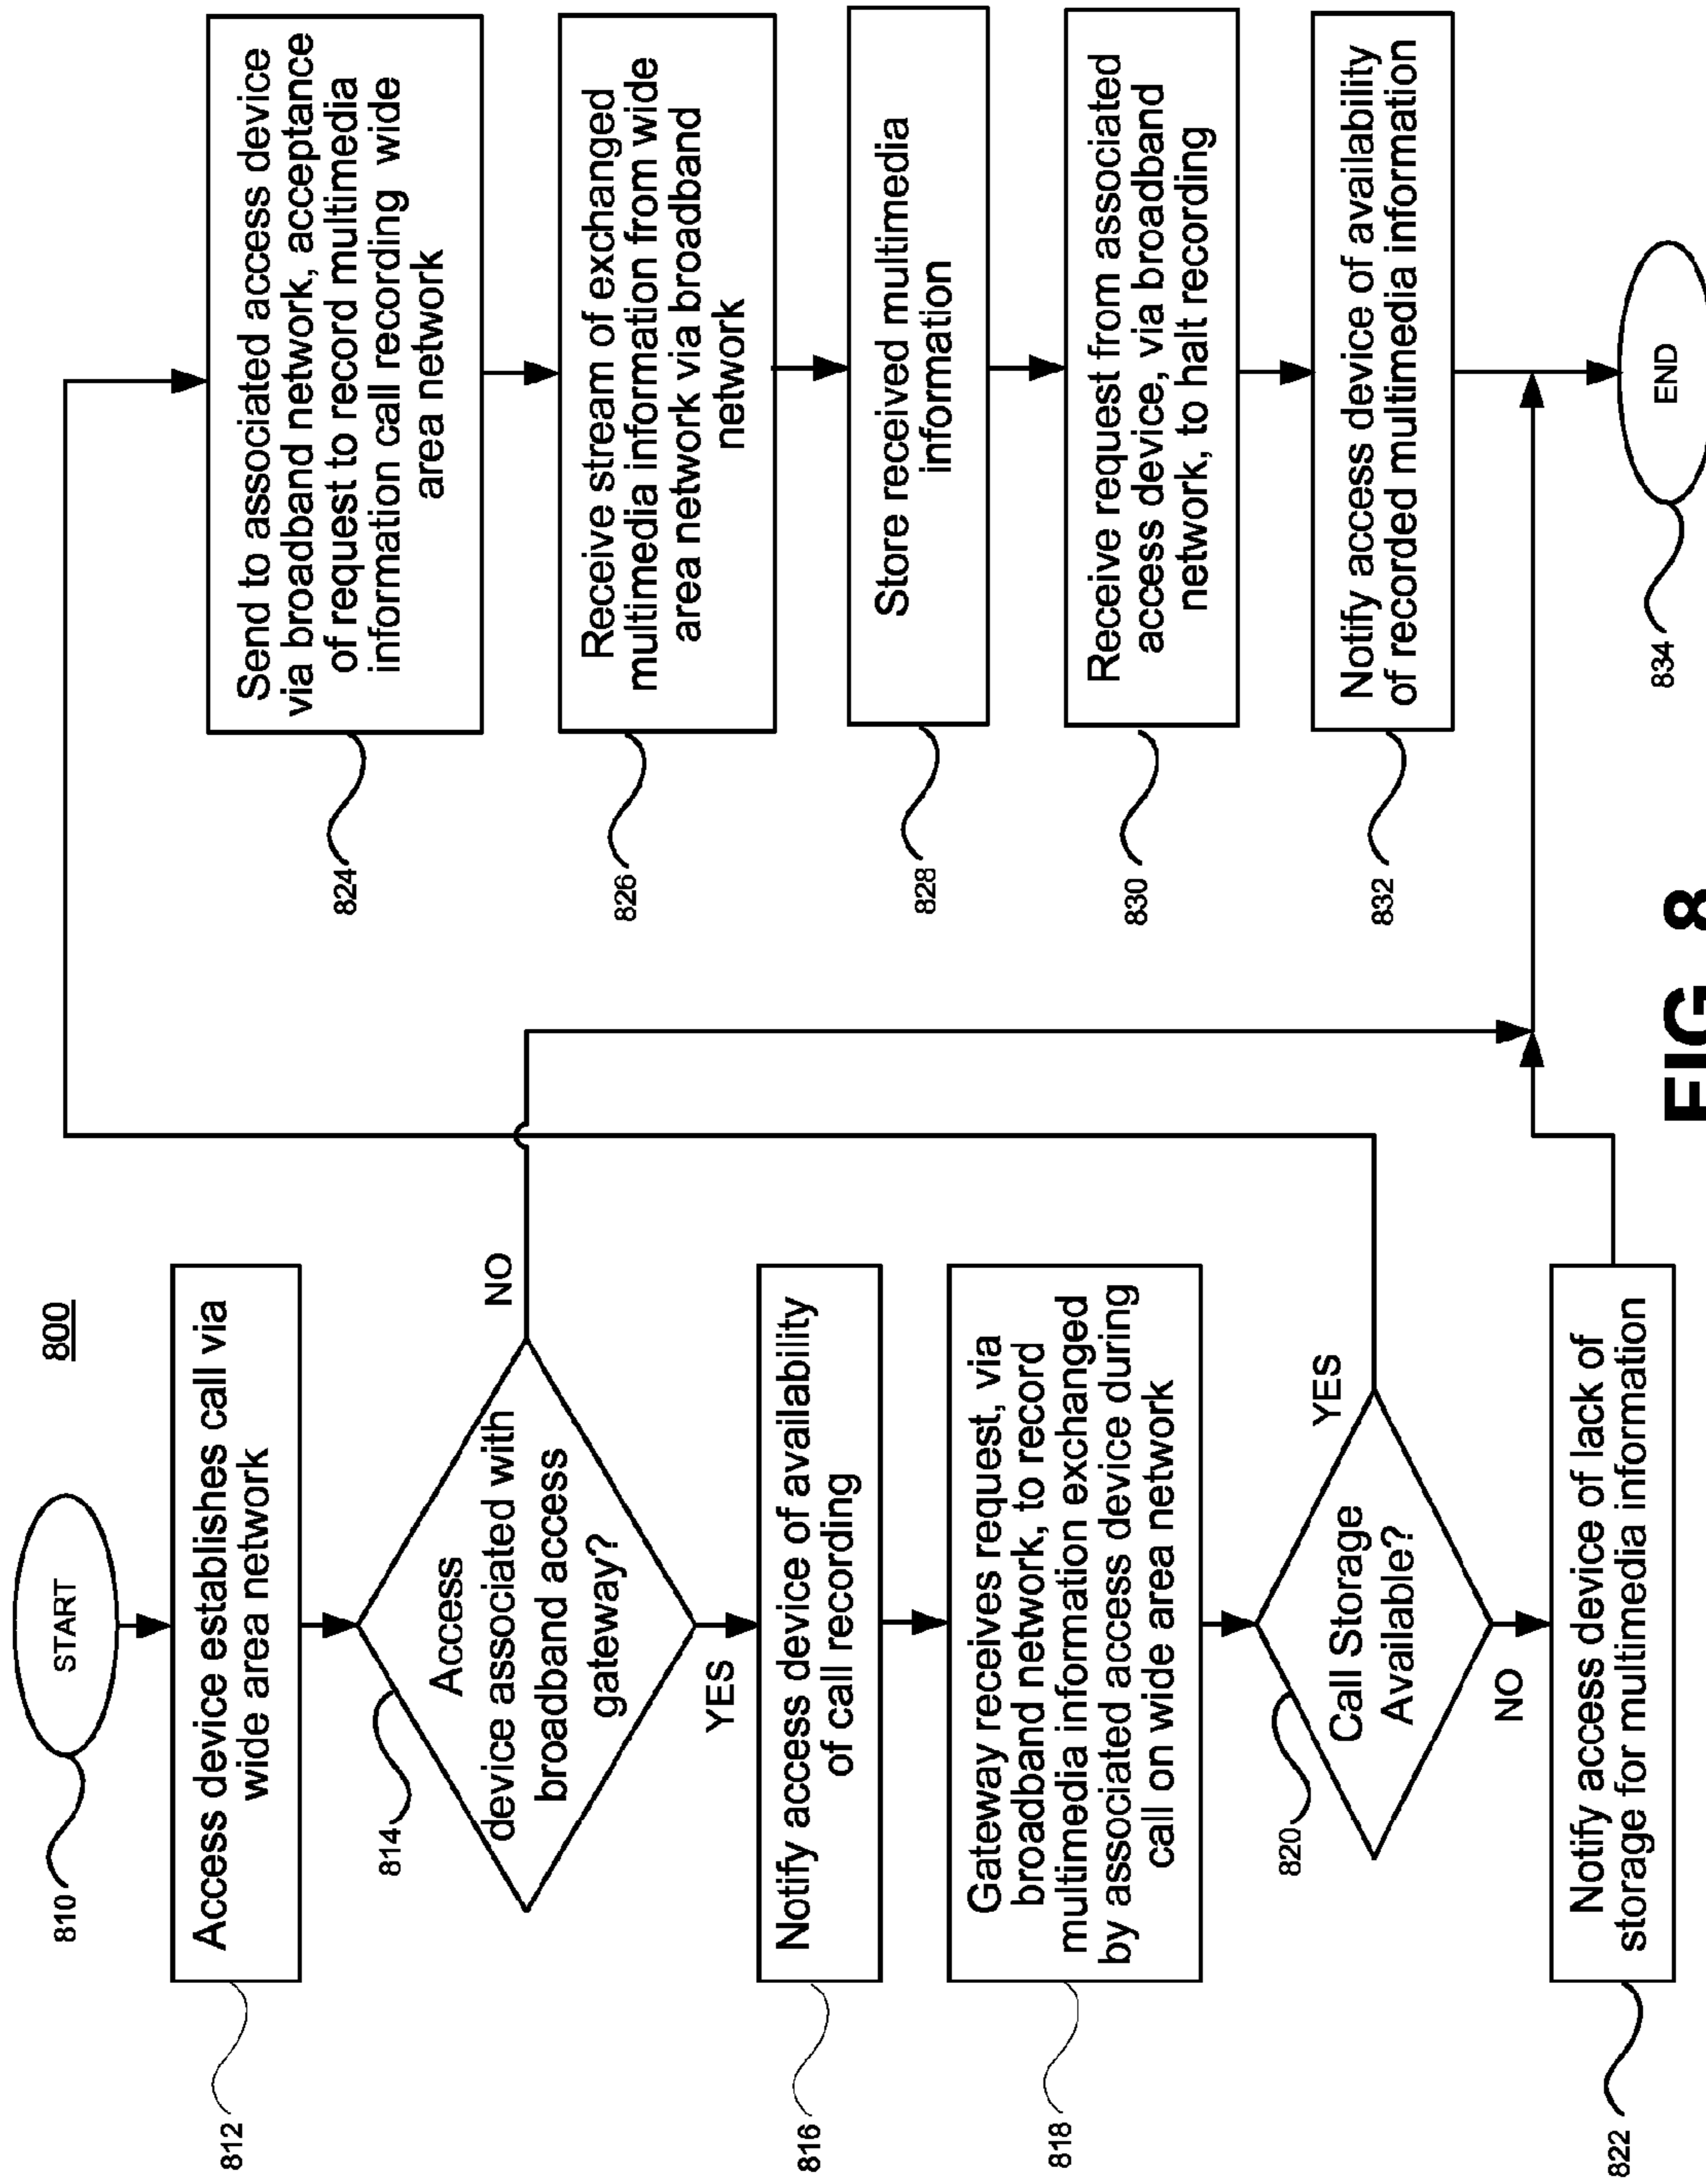 800
START
810
Access device establishes call via
wide area network
812
Access
device associated with
broadband access
gateway?
814
NO
YES
Notify access device of availability
of call recording
816
Gateway receives request, via
broadband network, to record
multimedia information exchanged
by associated access device during
call on wide area network
818
Call Storage
Available?
820
YES
NO
Notify access device of lack of
storage for multimedia information
822
Send to associated access device
via broadband network, acceptance
of request to record multimedia
information call recording wide
area network
824
Receive stream of exchanged
multimedia information from wide
area network via broadband
network
826
Store received multimedia
information
828
Receive request from associated
access device, via broadband
network, to halt recording
830
Notify access device of availability
of recorded multimedia information
832
END
834
FIG 8